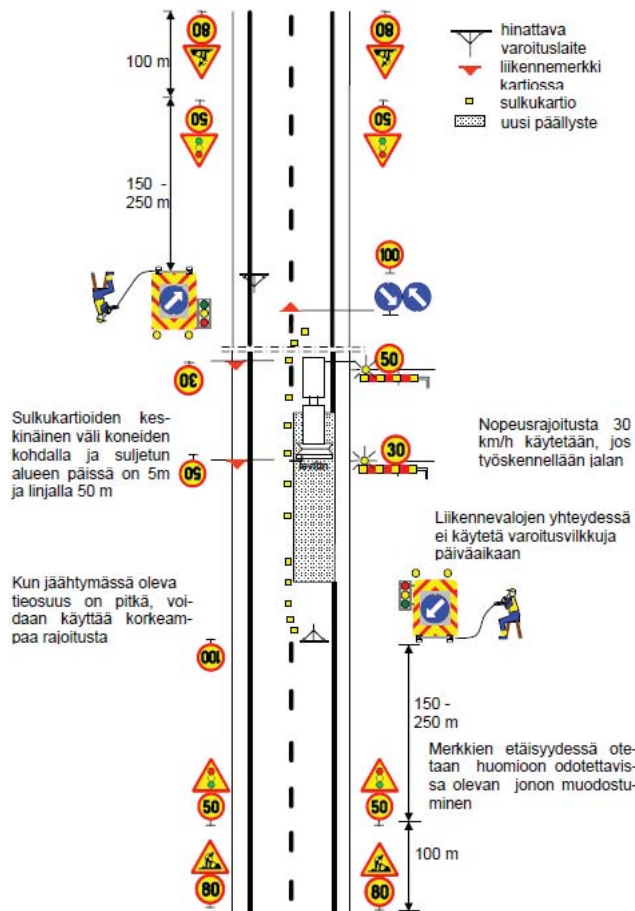 80
80
100 m
50
50
150 -
250 m
hinattava
varoituslaite
liikennemerkki
kartiossa
sulkukartio
uusi päällyste
100
50
30
Sulkukartioiden kes-
kinäinen väli koneiden
kohdalla ja suljetun
alueen päissä on 5m
ja linjalla 50 m
50
30
Nopeusrajoitusta 30
km/h käytetään, jos
työskennellään jalan
Liikennevalojen yhteydessä
ei käytetä varoitusvilkkuja
päiväaikaan
Kun jäähtymässä oleva
tieosuus on pitkä, voi-
daan käyttää korkeam-
paa rajoitusta
100
150 -
250 m
Merkkien etäisyydessä ote-
taan huomioon odotettavis-
sa olevan jonon muodostu-
minen
50
50
100 m
80
80